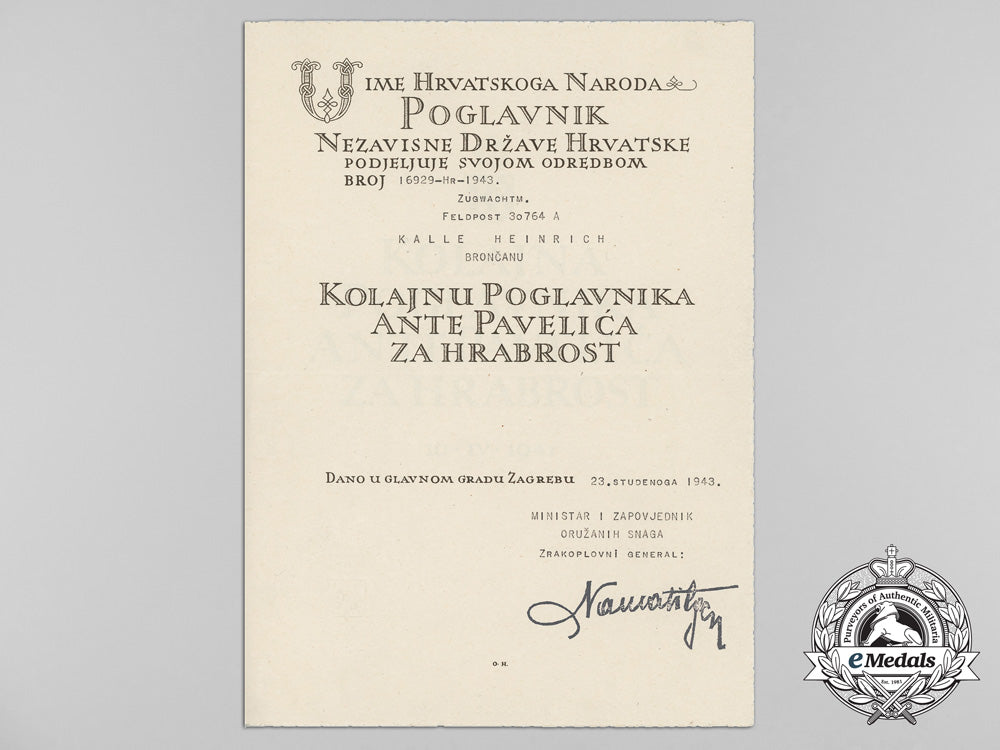 U IME HRVATSKOGA NARODA
POGLAVNIK
NEZAVISNE DRŽAVE HRVATSKE
PODJELJUJE SVOJOM ODREDBOM
BROJ 16929-HR-1943.
ZUGWACHTM.
FELDPOST 30764 A
KALLE HEINRICH
BRONČANU
KOLAJNU POGLAVNIKA
ANTE PAVELIĆA
ZA HRABROST
DANO U GLAVNOM GRADU ZAGREBU 23.STUDENOGA 1943.
MINISTAR I ZAPOVJEDNIK
ORUŽANIH SNAGA
ZRAKOPLOVNI GENERAL:
O. H.
Purveyors of Authentic Militaria
eMedals
Est. 1985